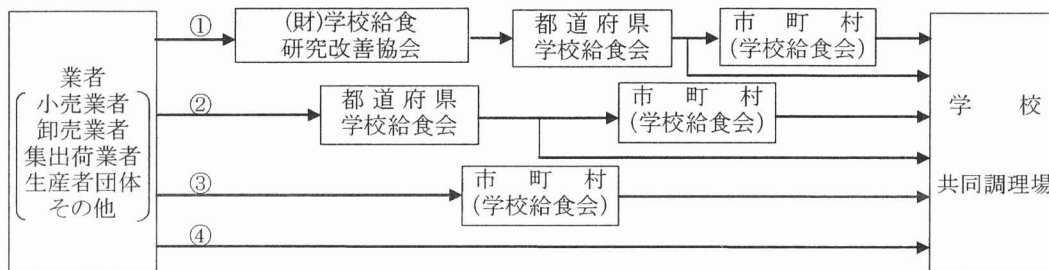 業者
小売業者
卸売業者
集出荷業者
生産者団体
その他
①
(財)学校給食
研究改善協会
都道府県
学校給食会
市町村
(学校給食会)
②
都道府県
学校給食会
市町村
(学校給食会)
③
市町村
(学校給食会)
④
学校
共同調理場